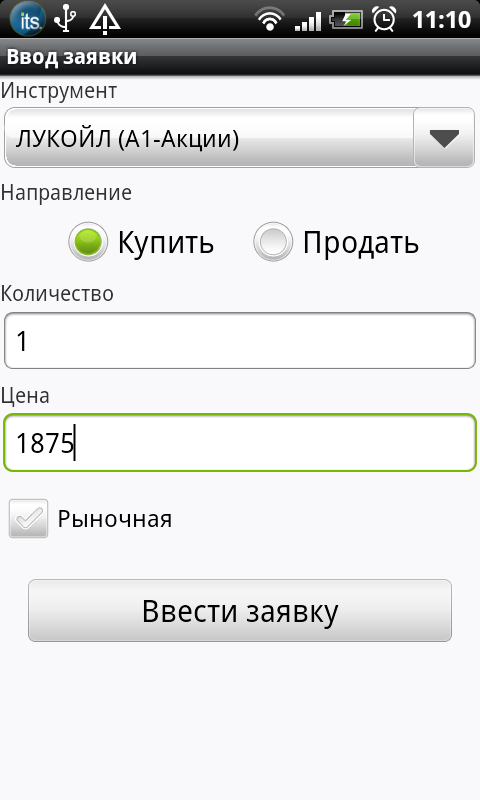 its.
11:10
Ввод заявки
Инструмент
ЛУКОЙЛ (А1-Акции)
Направление
Купить Продать
Количество
1
Цена
1875
Рыночная
Ввести заявку